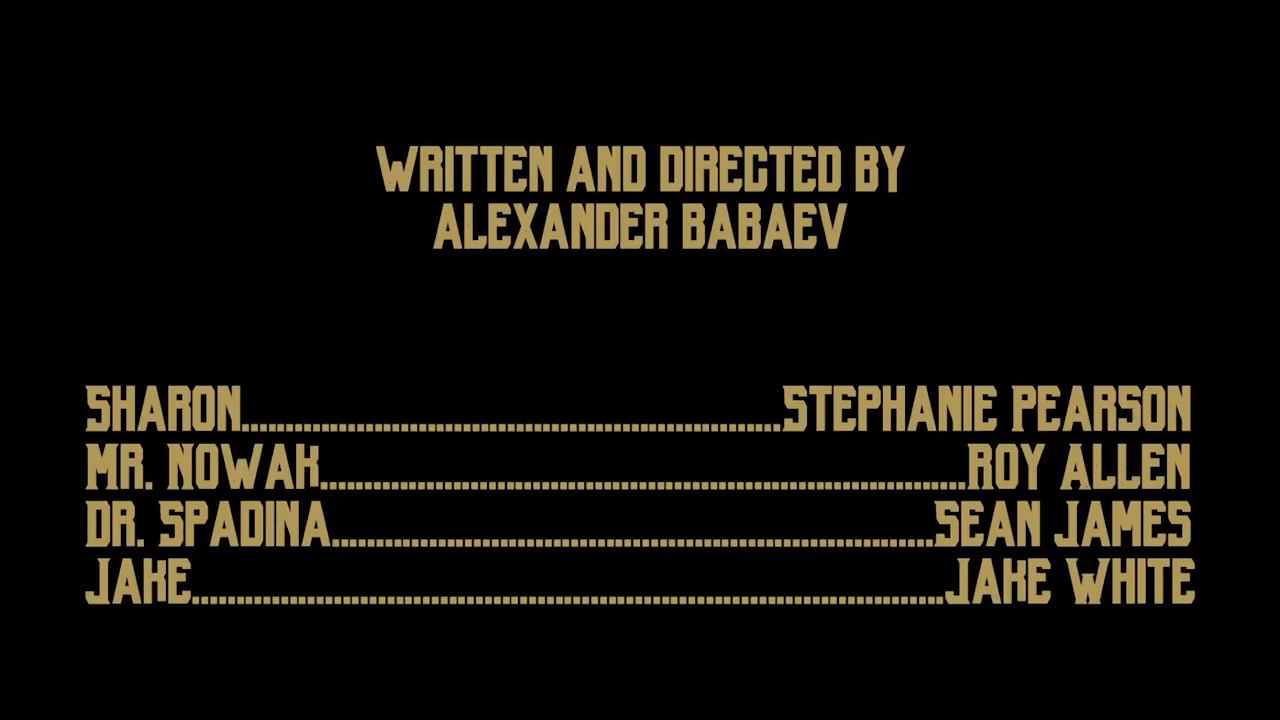 WRITTEN AND DIRECTED BY
ALEXANDER BABAEV
SHARON..........................................................STEPHANIE PEARSON
MR. NOWAK.....................................................................ROY ALLEN
DR. SPADINA................................................................SEAN JAMES
JAKE................................................................................JAKE WHITE